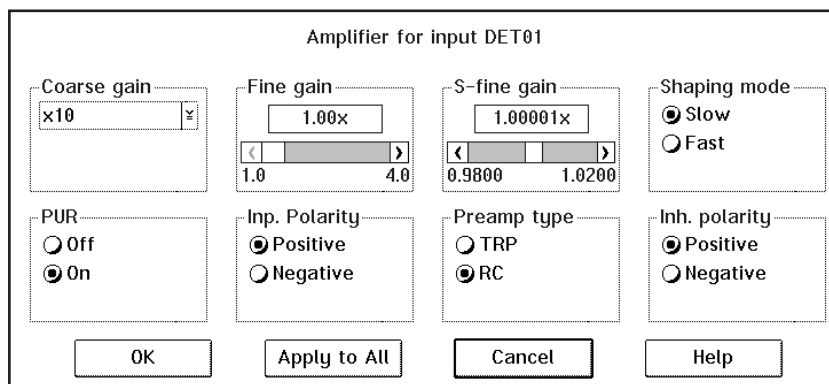 Amplifier for input DET01
Coarse gain
x10
Fine gain
1.00x
1.0 4.0
S-fine gain
1.00001x
0.9800 1.0200
Shaping mode
Slow
Fast
PUR
Off
On
Inp. Polarity
Positive
Negative
Preamp type
TRP
RC
Inh. polarity
Positive
Negative
OK
Apply to All
Cancel
Help